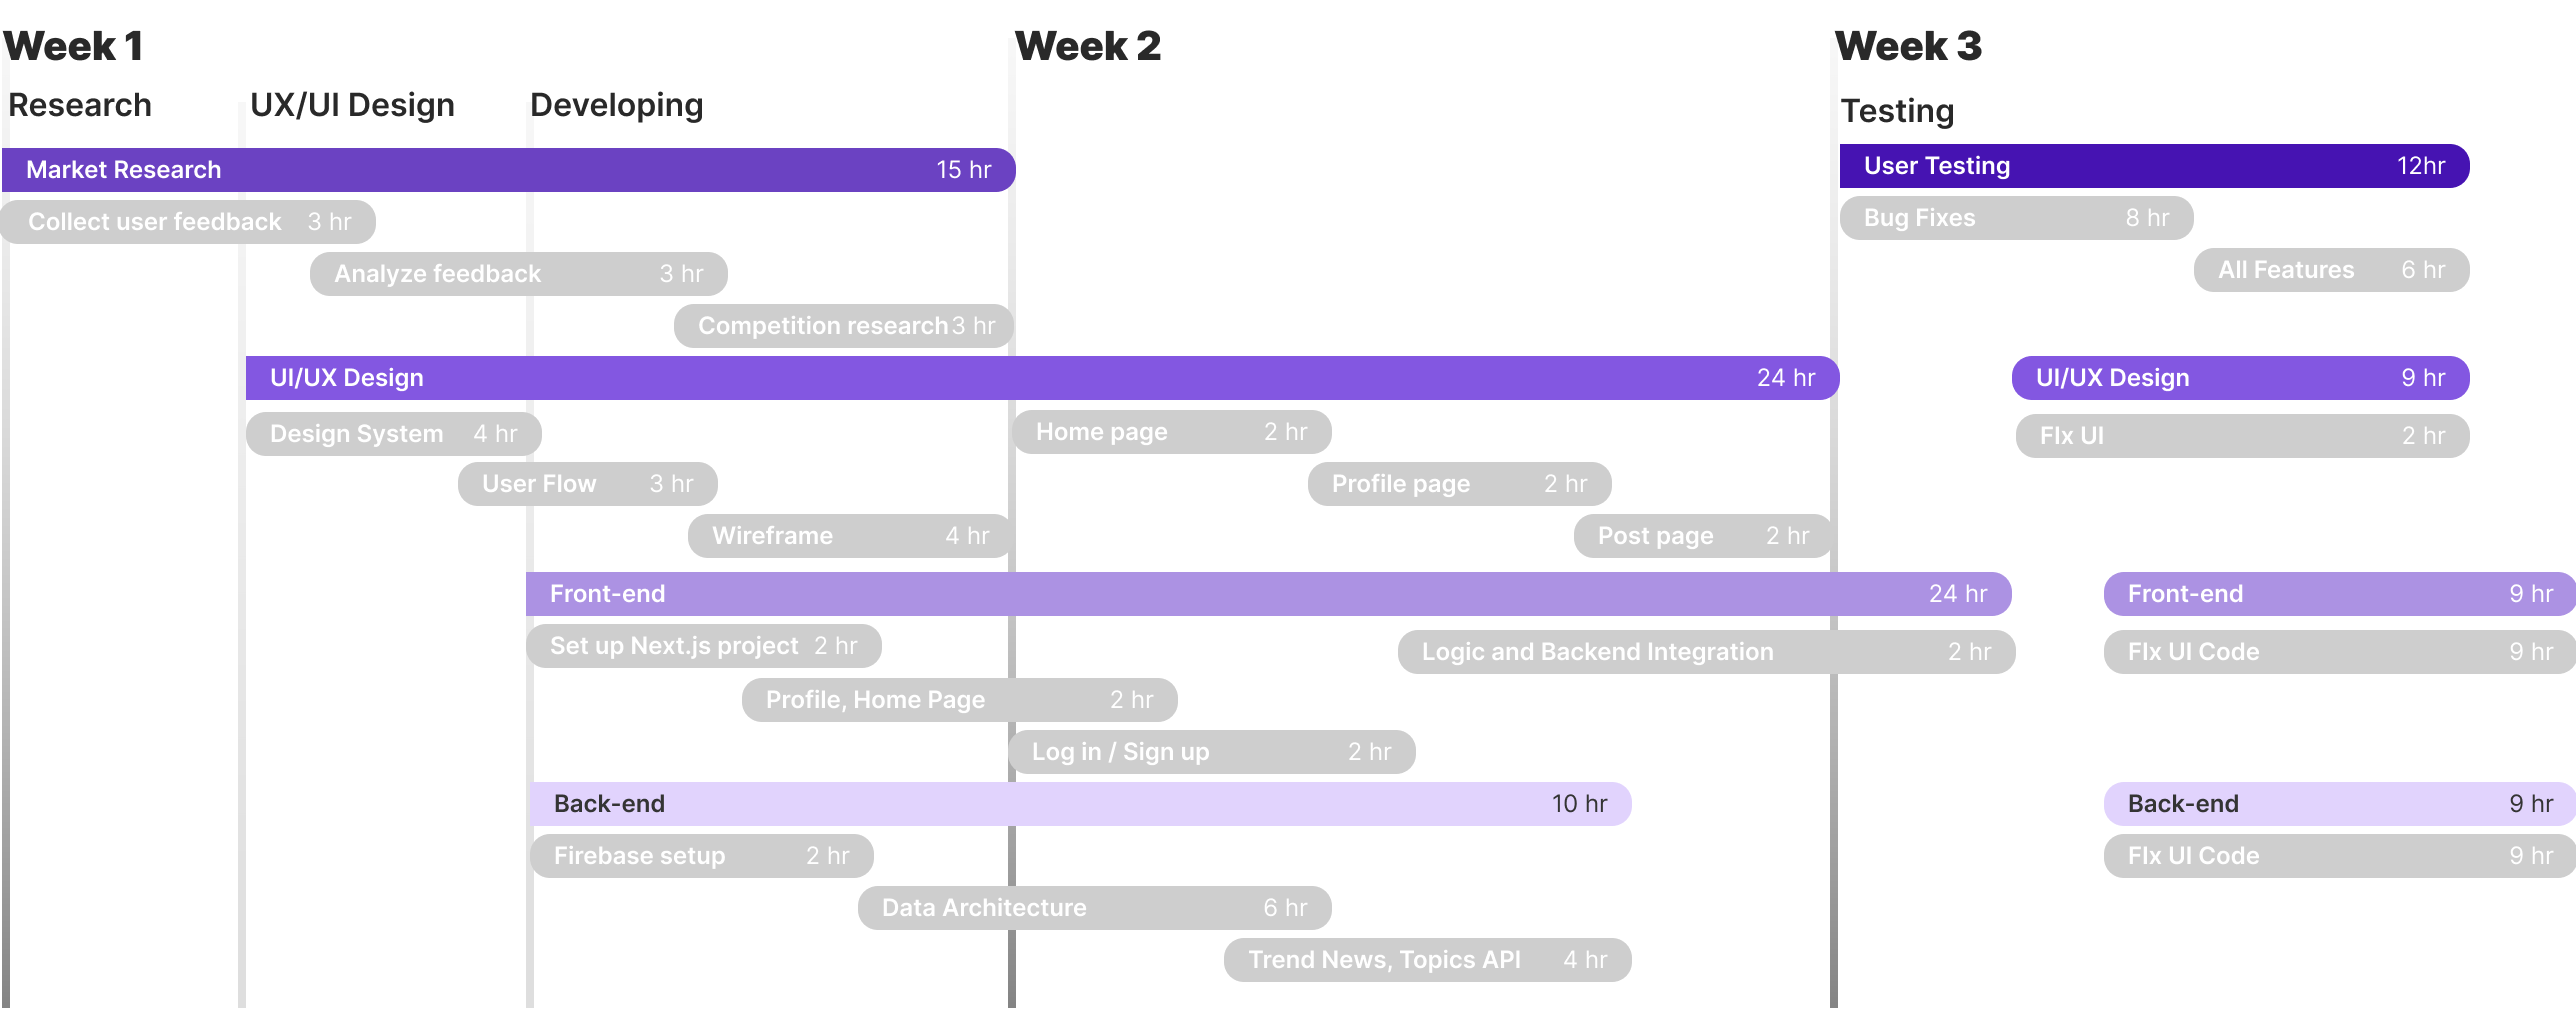 Week 1 Week 2 Week 3
Research UX/UI Design Developing Testing
Market Research 15 hr User Testing 12hr
Collect user feedback 3 hr Bug Fixes 8 hr
Analyze feedback 3 hr All Features 6 hr
Competition research 3 hr
UI/UX Design 24 hr UI/UX Design 9 hr
Design System 4 hr Home page 2 hr FIx UI 2 hr
User Flow 3 hr Profile page 2 hr
Wireframe 4 hr Post page 2 hr
Front-end 24 hr Front-end 9 hr
Set up Next.js project 2 hr Logic and Backend Integration 2 hr FIx UI Code 9 hr
Profile, Home Page 2 hr
Log in / Sign up 2 hr
Back-end 10 hr Back-end 9 hr
Firebase setup 2 hr FIx UI Code 9 hr
Data Architecture 6 hr
Trend News, Topics API 4 hr